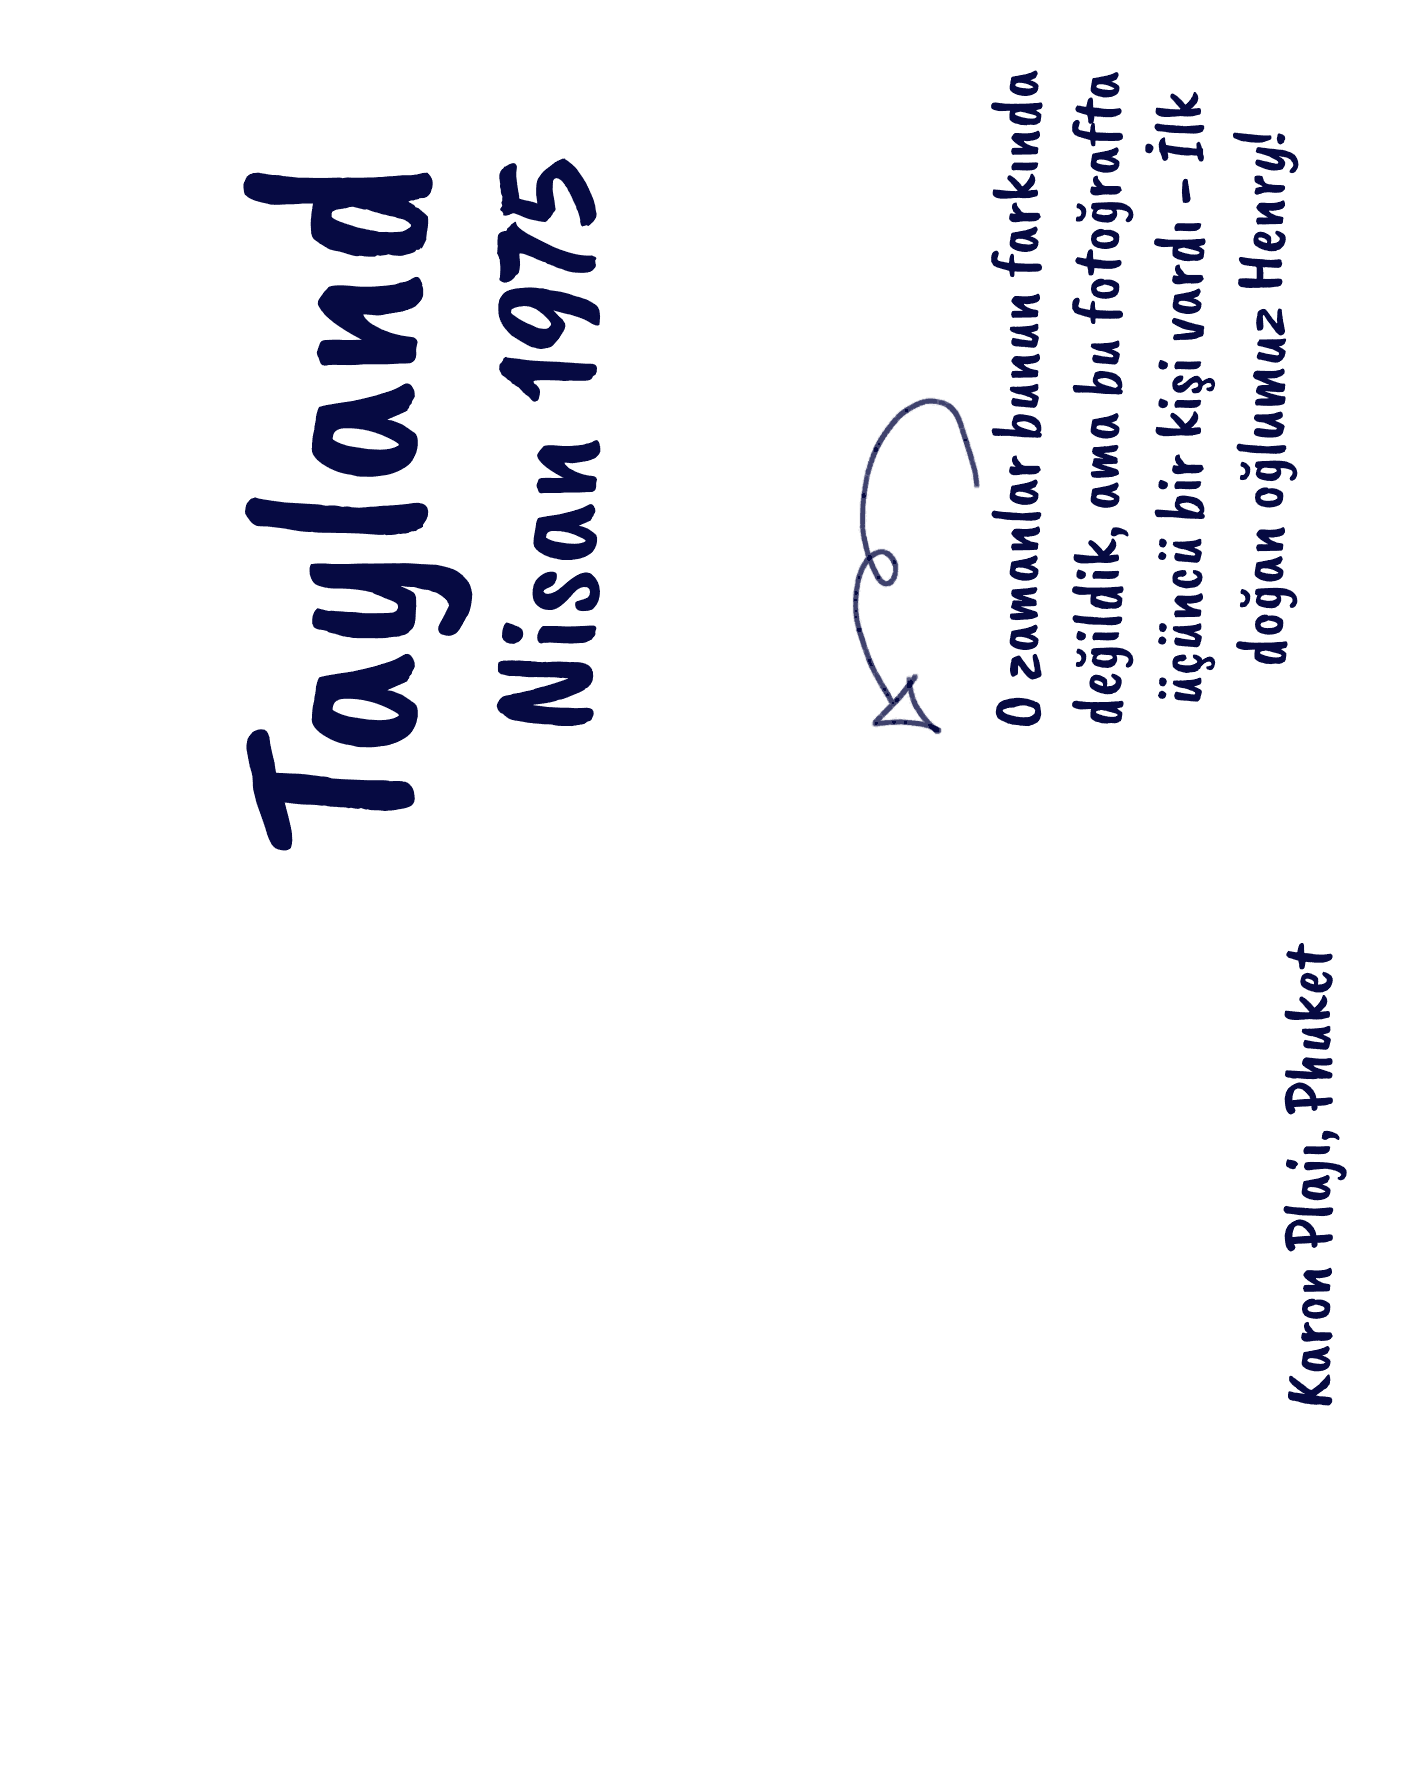 Tayland
Nisan 1975
O zamanlar bunun farkında
değildik, ama bu fotoğrafta
üçüncü bir kişi vardı - İlk
doğan oğlumuz Henry!
Karon Plajı, Phuket